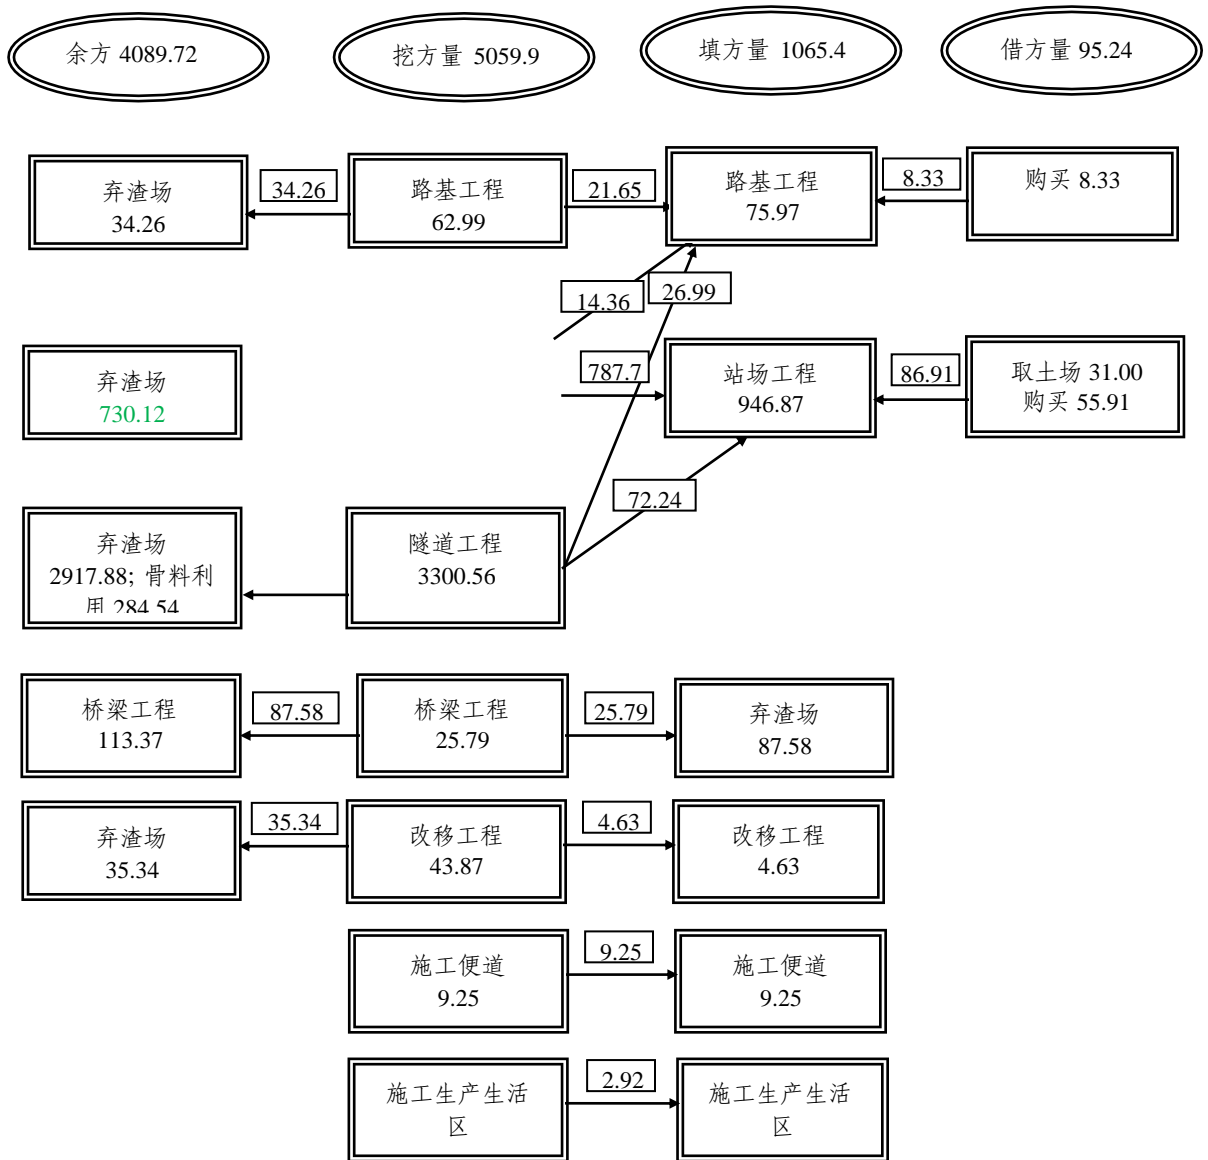 余方 4089.72
挖方量 5059.9
填方量 1065.4
借方量 95.24
弃渣场
34.26
34.26
路基工程
62.99
21.65
路基工程
75.97
8.33
购买 8.33
14.36
26.99
弃渣场
730.12
787.7
站场工程
946.87
86.91
取土场 31.00
购买 55.91
72.24
弃渣场
2917.88; 骨料利
用 284.54
隧道工程
3300.56
桥梁工程
113.37
87.58
桥梁工程
25.79
25.79
弃渣场
87.58
弃渣场
35.34
35.34
改移工程
43.87
4.63
改移工程
4.63
施工便道
9.25
9.25
施工便道
9.25
施工生产生活
区
2.92
施工生产生活
区